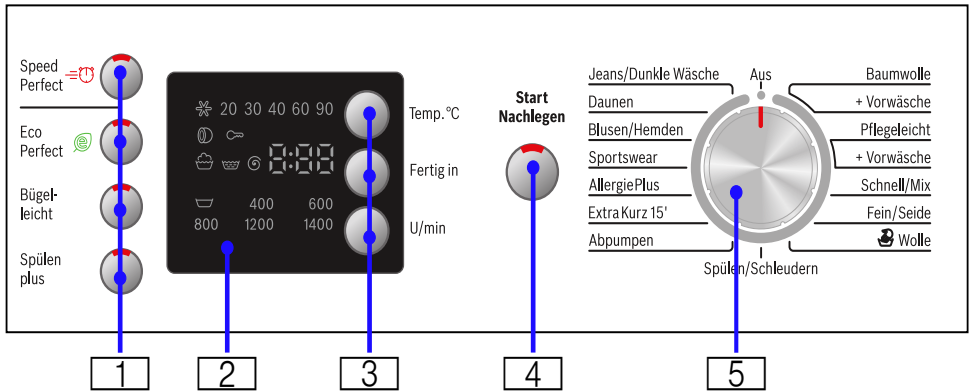 Speed
Perfect
Eco
Perfect
Bügel-
leicht
Spülen
plus
20 30 40 60 90
8:88
400 600
800 1200 1400
Temp. °C
Fertig in
U/min
Start
Nachlegen
Aus
Jeans/Dunkle Wäsche
Daunen
Blusen/Hemden
Sportswear
AllergiePlus
Extra Kurz 15'
Abpumpen
Spülen/Schleudern
Baumwolle
+ Vorwäsche
Pflegeleicht
+ Vorwäsche
Schnell/Mix
Fein/Seide
Wolle
1 2 3 4 5